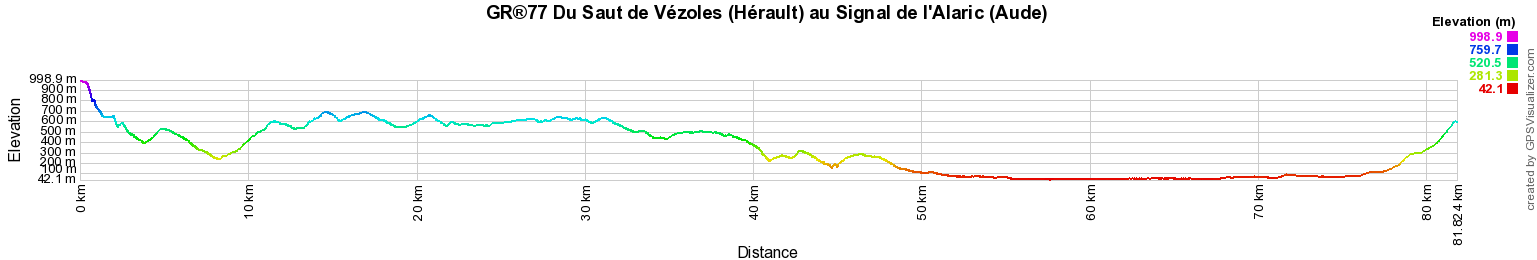 GR®77 Du Saut de Vézoles (Hérault) au Signal de l'Alaric (Aude)
Elevation (m)
998.9
759.7
520.5
281.3
42.1
Elevation
998.9 m
900 m
800 m
700 m
600 m
500 m
400 m
300 m
200 m
100 m
42.1 m
0 km
10 km
20 km
30 km
40 km
50 km
60 km
70 km
80 km
81.824 km
Distance
created by GPSVisualizer.com